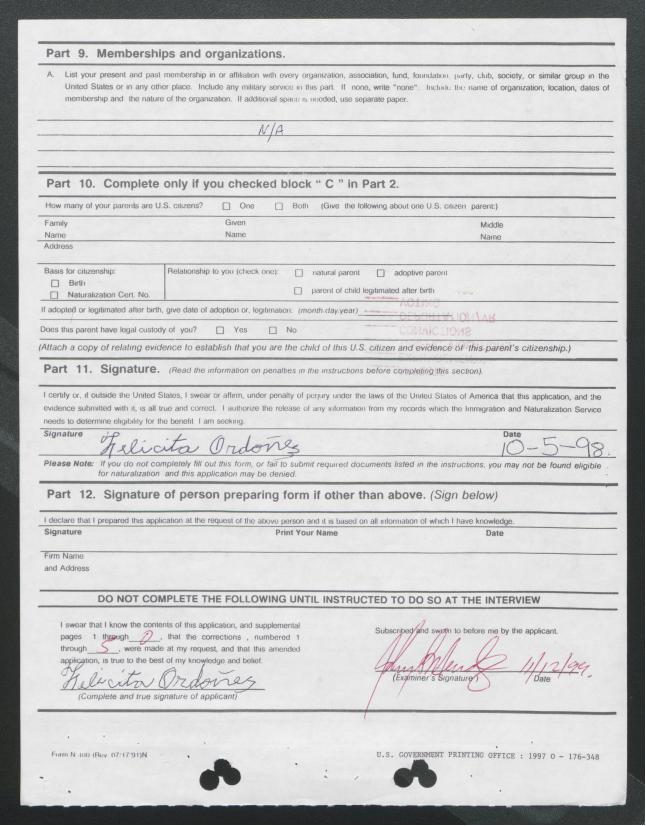 Part 9. Memberships and organizations.
A. List your present and past membership in or affiliation with every organization, association, fund, foundation, party, club, society, or similar group in the
United States or in any other place. Include any military service in this part. If none, write "none". Include the name of organization, location, dates of
membership and the nature of the organization. If additional space is needed, use separate paper.
N/A
Part 10. Complete only if you checked block " C " in Part 2.
How many of your parents are U.S. citizens? One Both (Give the following about one U.S. citizen parent:)
Family Given Middle
Name Name Name
Address
Basis for citizenship: Relationship to you (check one): natural parent adoptive parent
Birth
Naturalization Cert. No. parent of child legitimated after birth
If adopted or legitimated after birth, give date of adoption or, legitimation: (month,day,year)
Does this parent have legal custody of you? Yes No
(Attach a copy of relating evidence to establish that you are the child of this U.S. citizen and evidence of this parent's citizenship.)
Part 11. Signature. (Read the information on penalties in the instructions before completing this section).
I certify or, if outside the United States, I swear or affirm, under penalty of perjury under the laws of the United States of America that this application, and the
evidence submitted with it, is all true and correct. I authorize the release of any information from my records which the Immigration and Naturalization Service
needs to determine eligibility for the benefit I am seeking.
Signature Date
Felicita Ordoñez 10-5-98.
Please Note: If you do not completely fill out this form, or fail to submit required documents listed in the instructions, you may not be found eligible
for naturalization and this application may be denied.
Part 12. Signature of person preparing form if other than above. (Sign below)
I declare that I prepared this application at the request of the above person and it is based on all information of which I have knowledge.
Signature Print Your Name Date
Firm Name
and Address
DO NOT COMPLETE THE FOLLOWING UNTIL INSTRUCTED TO DO SO AT THE INTERVIEW
I swear that I know the contents of this application, and supplemental
pages 1 through 0, that the corrections, numbered 1
through 5, were made at my request, and that this amended
application, is true to the best of my knowledge and belief.
Felicita Ordoñez
(Complete and true signature of applicant)
Subscribed and sworn to before me by the applicant.
11/12/99.
(Examiner's Signature) Date
Form N-400 (Rev. 07/17/91)N
U.S. GOVERNMENT PRINTING OFFICE : 1997 O - 176-348